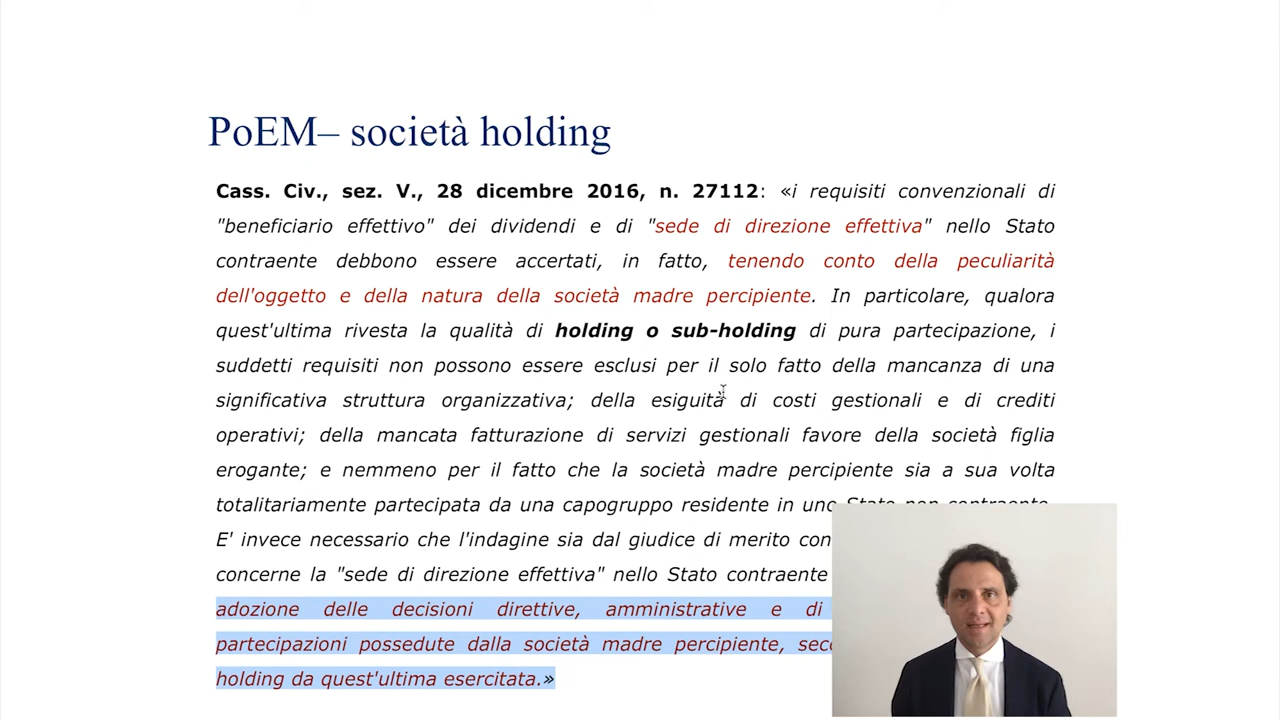 PoEM– società holding
Cass. Civ., sez. V., 28 dicembre 2016, n. 27112: «i requisiti convenzionali di
"beneficiario effettivo" dei dividendi e di "sede di direzione effettiva" nello Stato
contraente debbono essere accertati, in fatto, tenendo conto della peculiarità
dell'oggetto e della natura della società madre percipiente. In particolare, qualora
quest'ultima rivesta la qualità di holding o sub-holding di pura partecipazione, i
suddetti requisiti non possono essere esclusi per il solo fatto della mancanza di una
significativa struttura organizzativa; della esiguità di costi gestionali e di crediti
operativi; della mancata fatturazione di servizi gestionali favore della società figlia
erogante; e nemmeno per il fatto che la società madre percipiente sia a sua volta
totalitariamente partecipata da una capogruppo residente in uno Stato non contraente.
E' invece necessario che l'indagine sia dal giudice di merito
concerne la "sede di direzione effettiva" nello Stato contraente
adozione delle decisioni direttive, amministrative e di
partecipazioni possedute dalla società madre percipiente,
holding da quest'ultima esercitata.»